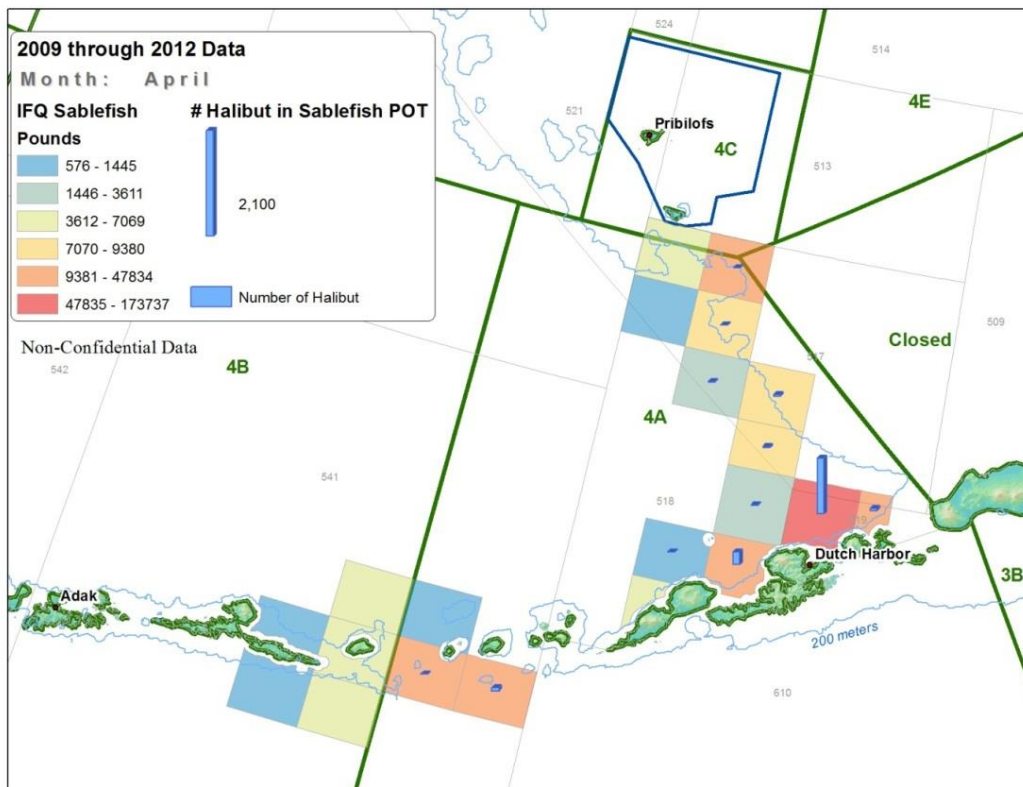 2009 through 2012 Data
Month: April
IFQ Sablefish
Pounds
576 - 1445
1446 - 3611
3612 - 7069
7070 - 9380
9381 - 47834
47835 - 173737
# Halibut in Sablefish POT
2,100
Number of Halibut
Non-Confidential Data
524
514
4E
521
Pribilofs
4C
513
509
Closed
517
542
4B
4A
541
518
519
Dutch Harbor
3B
Adak
200 meters
610